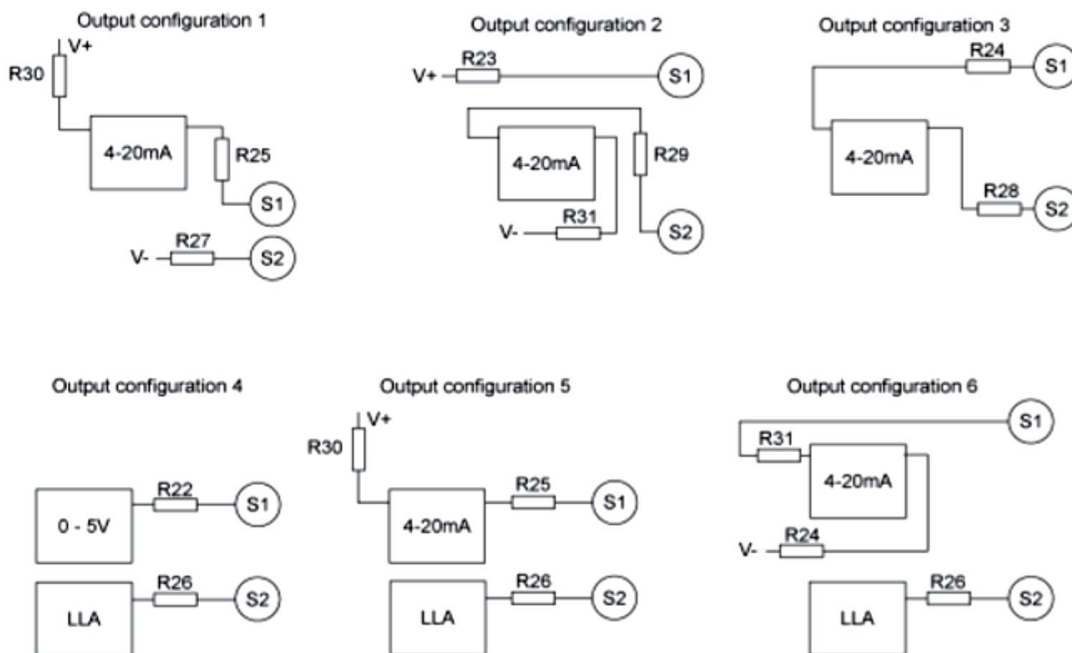 Output configuration 1
V+
R30
4-20mA
R25
S1
V-
R27
S2
Output configuration 2
V+
R23
S1
4-20mA
R29
V-
R31
S2
Output configuration 3
R24
S1
4-20mA
R28
S2
Output configuration 4
0 - 5V
R22
S1
LLA
R26
S2
Output configuration 5
V+
R30
4-20mA
R25
S1
LLA
R26
S2
Output configuration 6
S1
R31
4-20mA
V-
R24
LLA
R26
S2